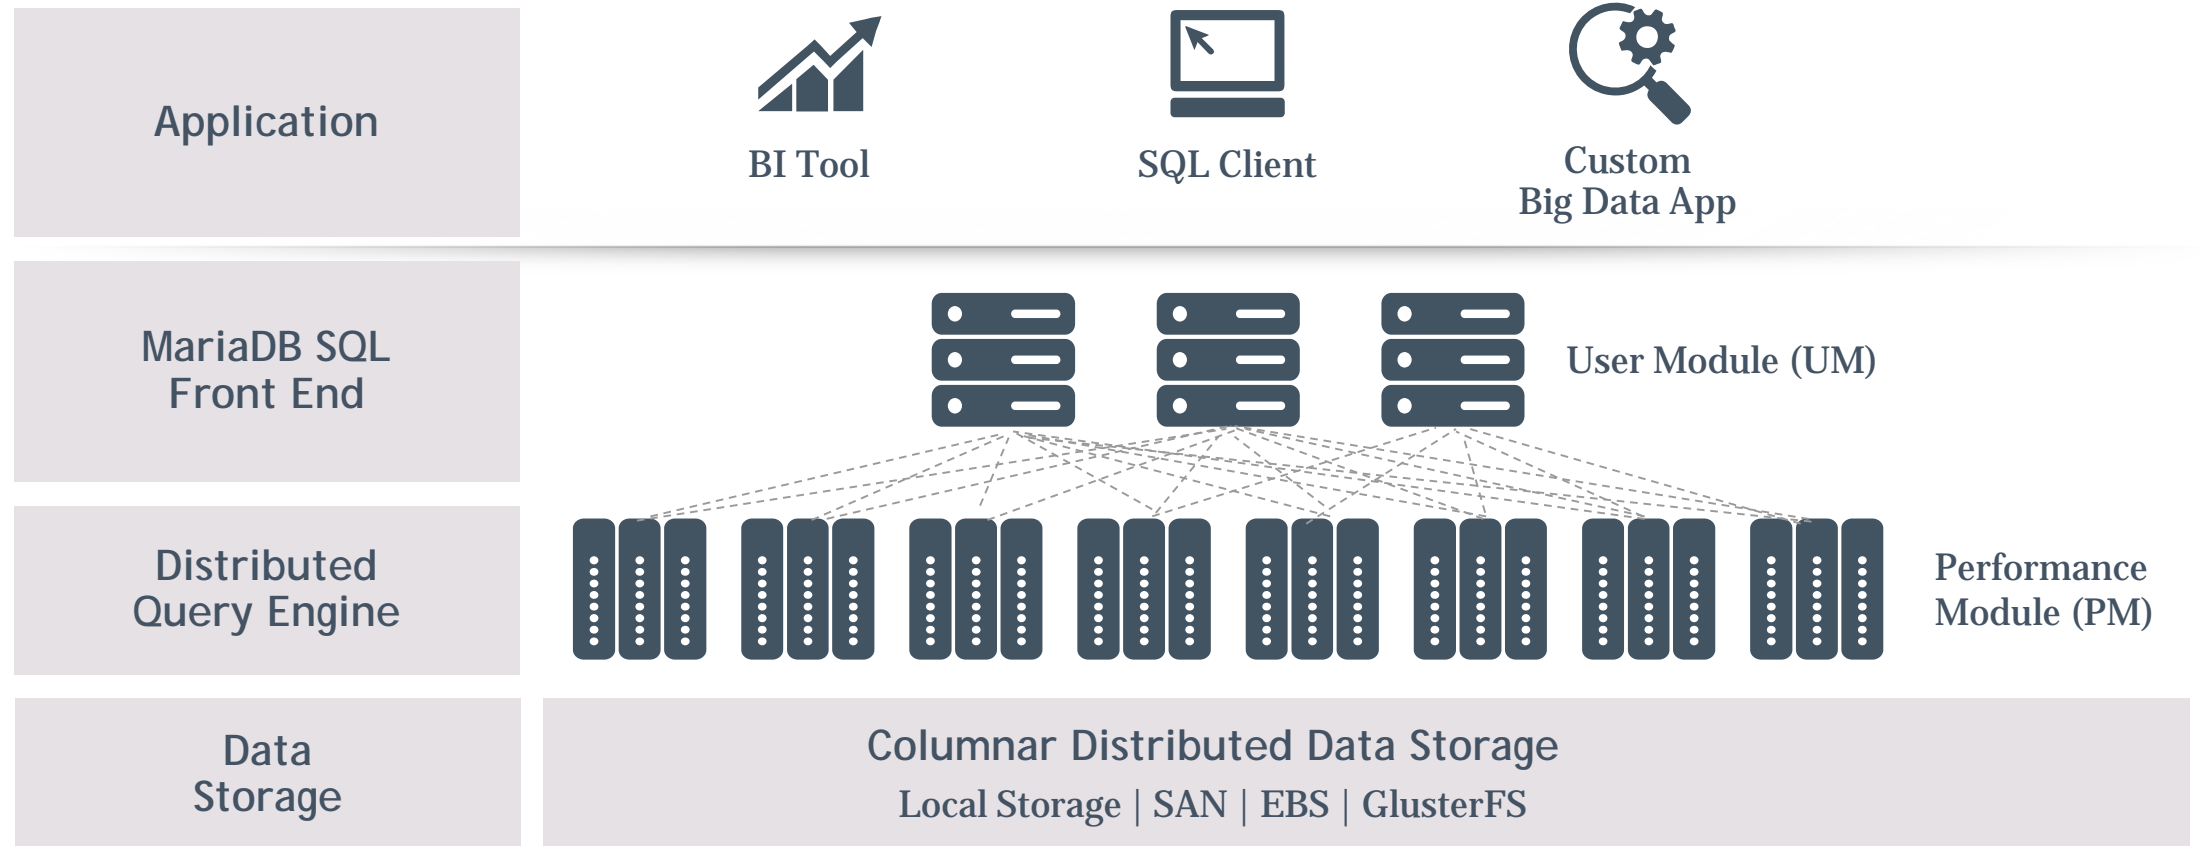 Application
BI Tool
SQL Client
Custom
Big Data App
MariaDB SQL
Front End
User Module (UM)
Distributed
Query Engine
Performance
Module (PM)
Data
Storage
Columnar Distributed Data Storage
Local Storage | SAN | EBS | GlusterFS